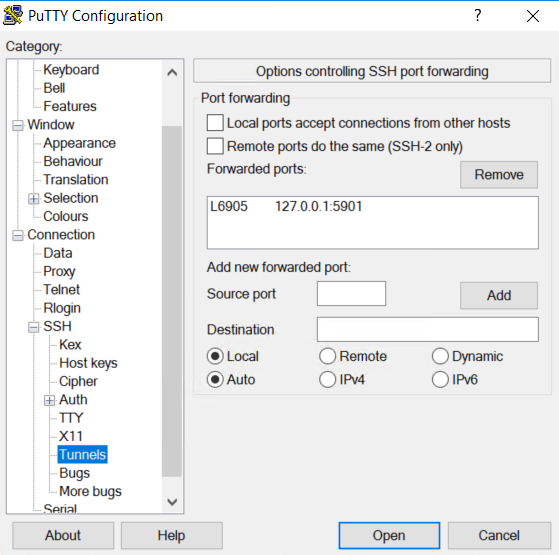 PuTTY Configuration
?
Category:
Keyboard
Bell
Features
Window
Appearance
Behaviour
Translation
Selection
Colours
Connection
Data
Proxy
Telnet
Rlogin
SSH
Kex
Host keys
Cipher
Auth
TTY
X11
Tunnels
Bugs
More bugs
Serial
Options controlling SSH port forwarding
Port forwarding
Local ports accept connections from other hosts
Remote ports do the same (SSH-2 only)
Forwarded ports:
Remove
L6905 127.0.0.1:5901
Add new forwarded port:
Source port
Add
Destination
Local Remote Dynamic
Auto IPv4 IPv6
About Help Open Cancel